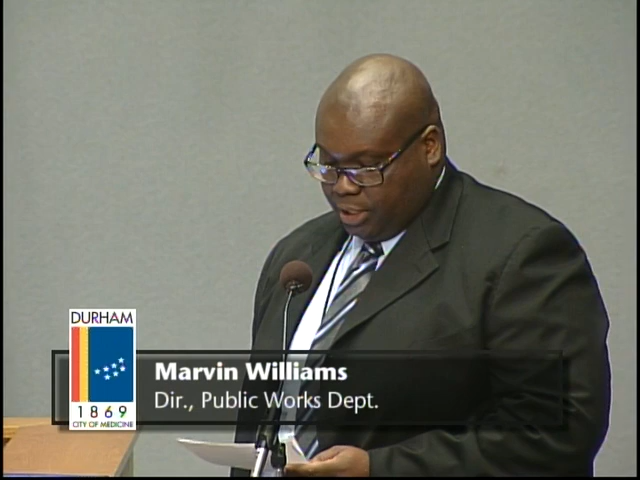 DURHAM
1869
CITY OF MEDICINE
Marvin Williams
Dir., Public Works Dept.